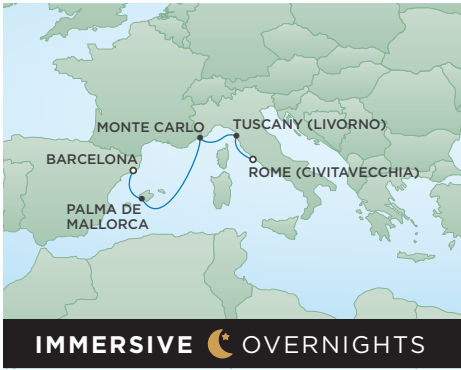 MONTE CARLO
TUSCANY (LIVORNO)
BARCELONA
ROME (CIVITAVECCHIA)
PALMA DE
MALLORCA
IMMERSIVE OVERNIGHTS